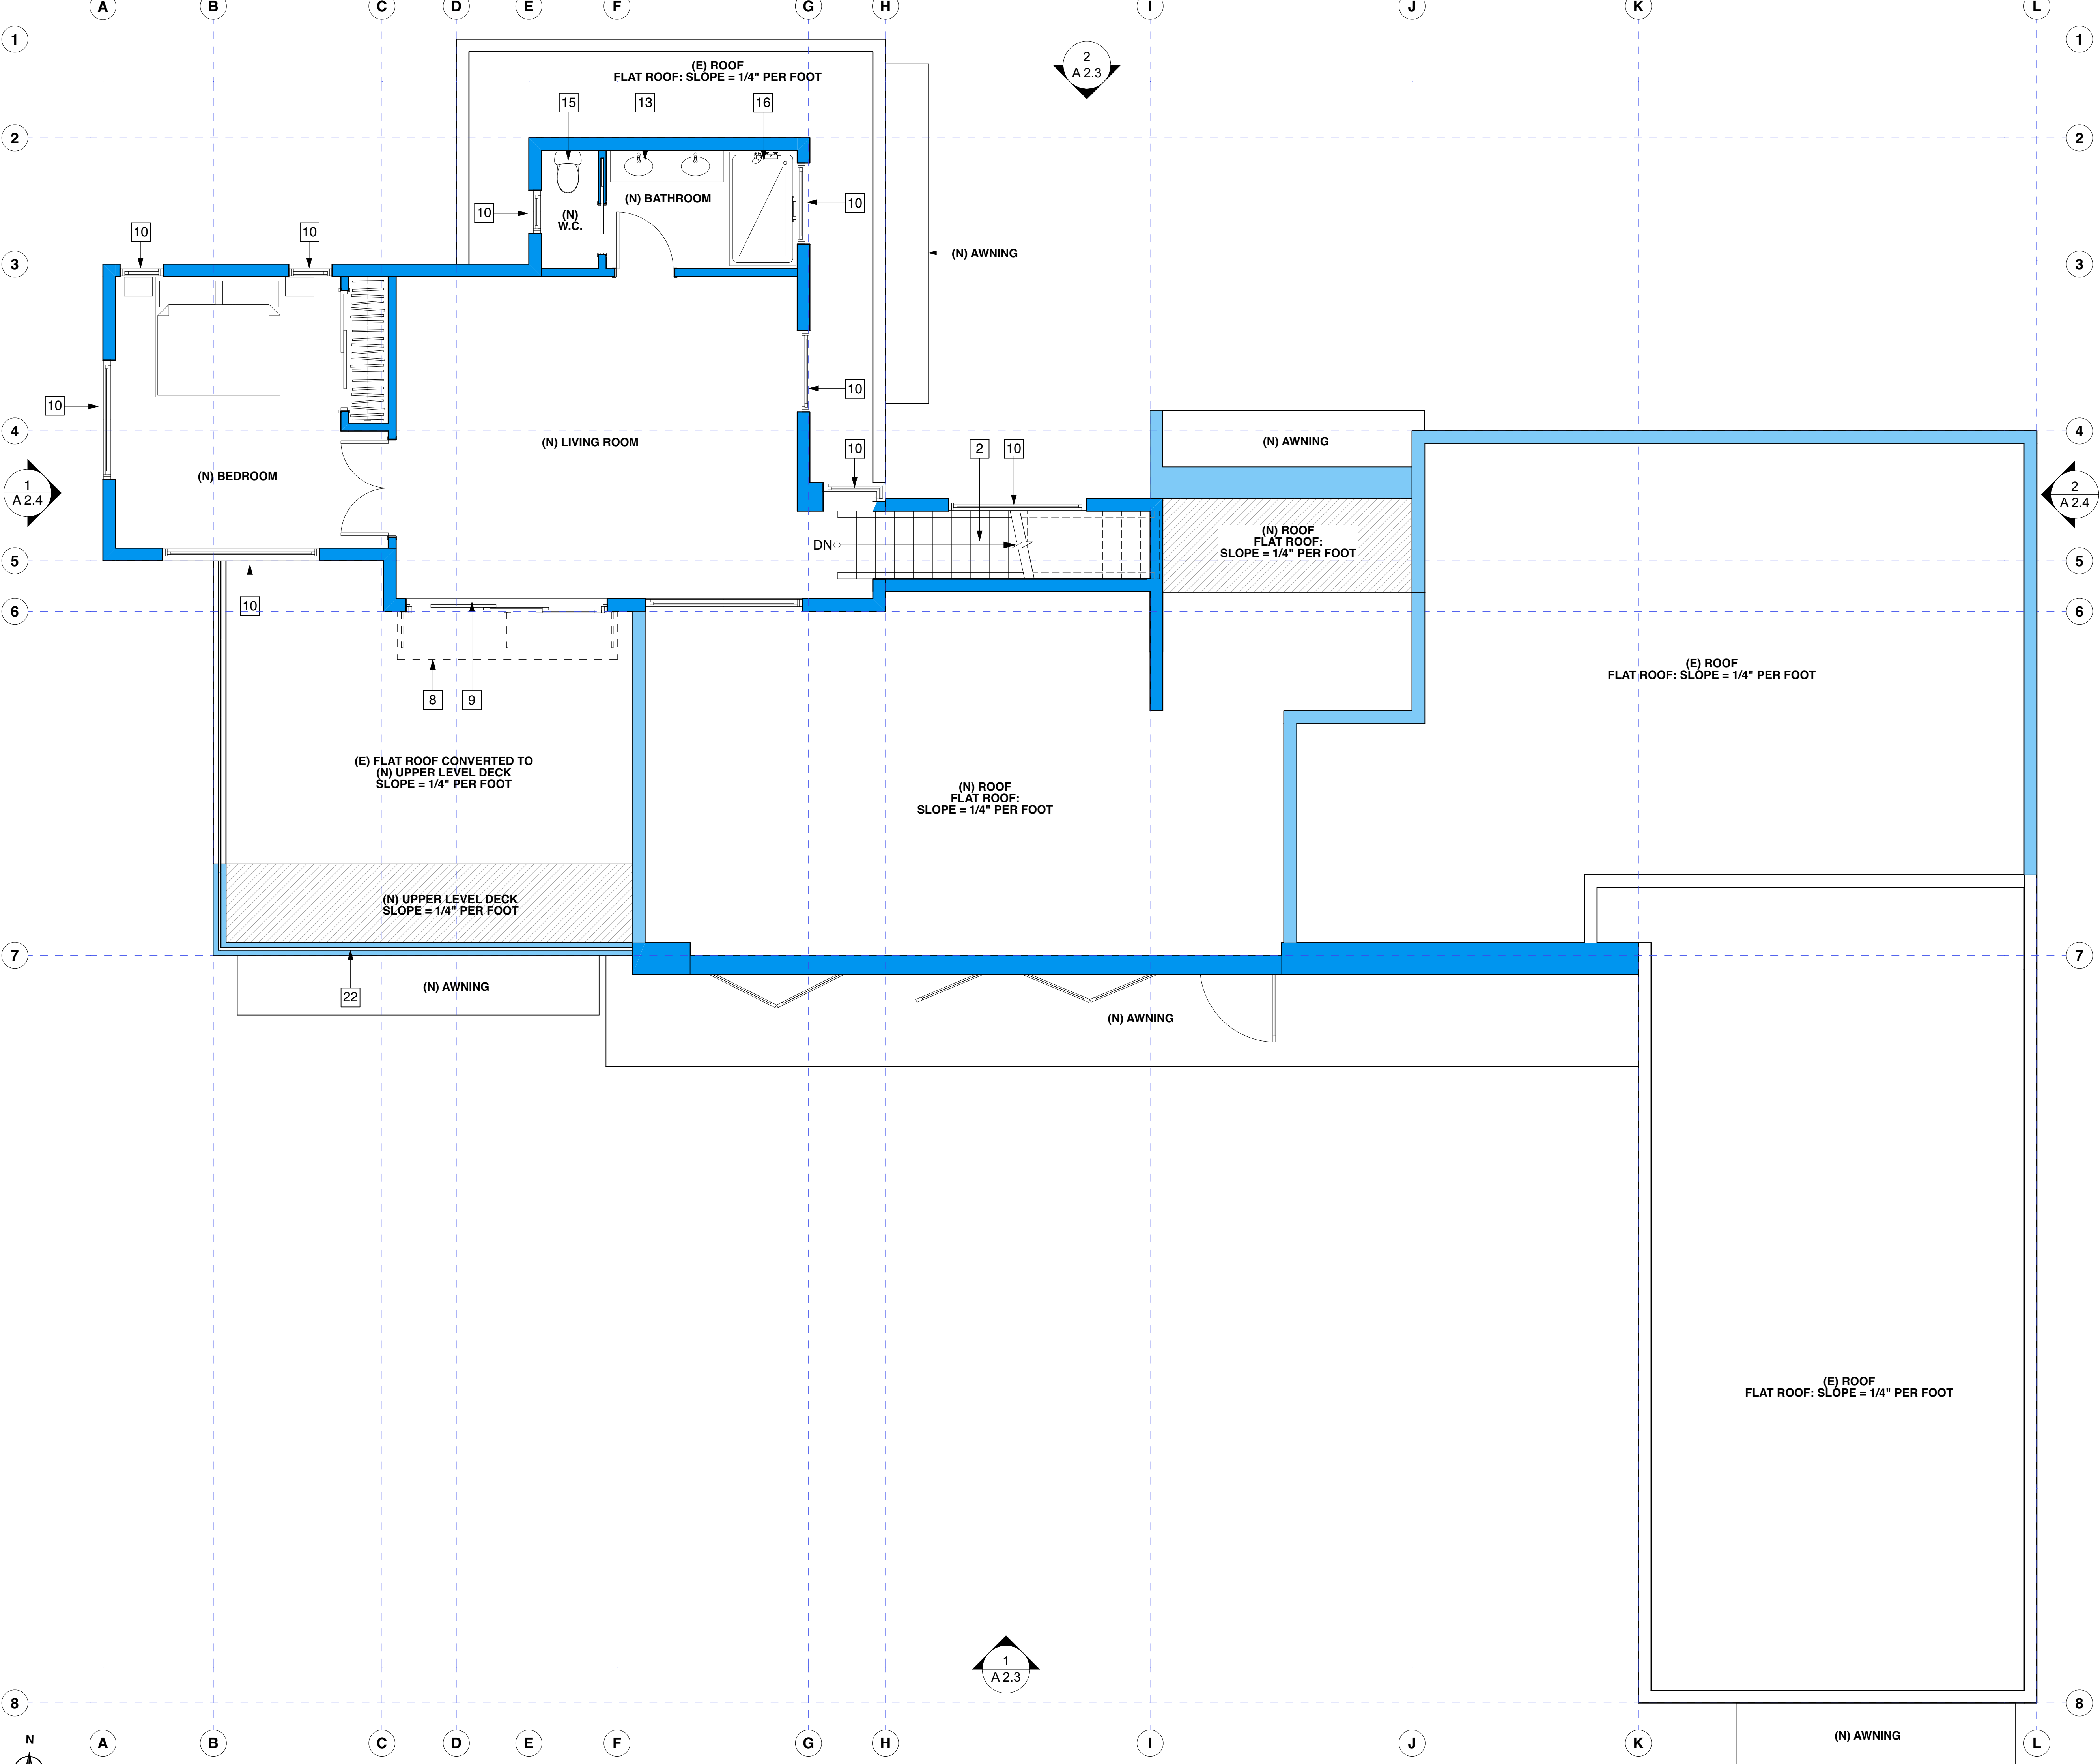 A B C D E F G H I J K L
1 1
2
A 2.3
(E) ROOF
FLAT ROOF: SLOPE = 1/4" PER FOOT
15 13 16
2 2
(N) BATHROOM
10 10
(N)
W.C.
10 10
(N) AWNING
3 3
10
10
4 4
(N) LIVING ROOM
(N) AWNING
10 2 10
(N) BEDROOM
1
A 2.4
2
A 2.4
(N) ROOF
FLAT ROOF:
SLOPE = 1/4" PER FOOT
DN
5 5
10
6 6
(E) ROOF
FLAT ROOF: SLOPE = 1/4" PER FOOT
8 9
(E) FLAT ROOF CONVERTED TO
(N) UPPER LEVEL DECK
SLOPE = 1/4" PER FOOT
(N) ROOF
FLAT ROOF:
SLOPE = 1/4" PER FOOT
(N) UPPER LEVEL DECK
SLOPE = 1/4" PER FOOT
7 7
(N) AWNING
22
(N) AWNING
(E) ROOF
FLAT ROOF: SLOPE = 1/4" PER FOOT
1
A 2.3
8 8
N
(N) AWNING
A B C D E F G H I J K L